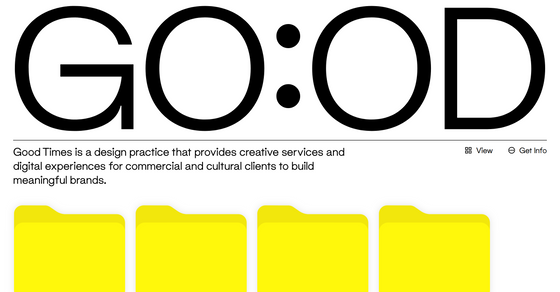 GO:OD
Good Times is a design practice that provides creative services and
digital experiences for commercial and cultural clients to build
meaningful brands.
View
Get Info